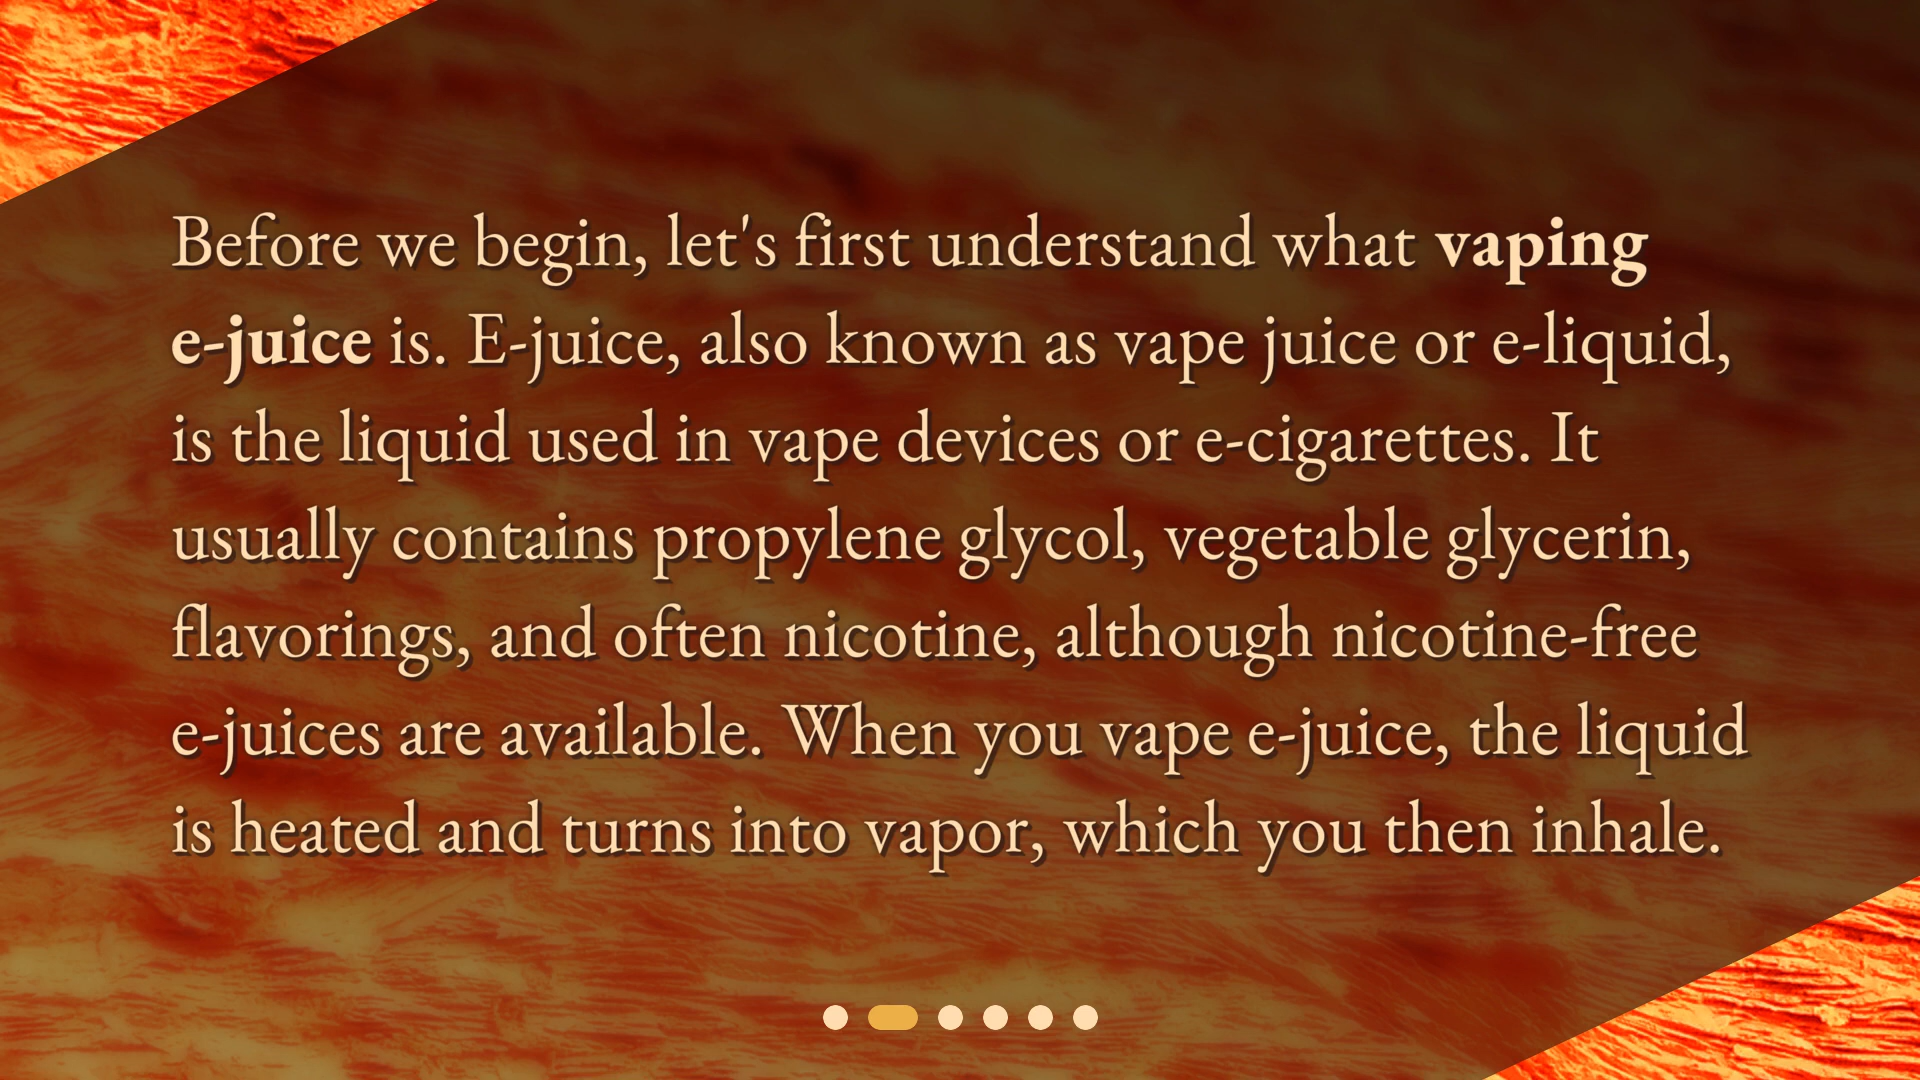 Before we begin, let's first understand what vaping
e-juice is. E-juice, also known as vape juice or e-liquid,
is the liquid used in vape devices or e-cigarettes. It
usually contains propylene glycol, vegetable glycerin,
flavorings, and often nicotine, although nicotine-free
e-juices are available. When you vape e-juice, the liquid
is heated and turns into vapor, which you then inhale.